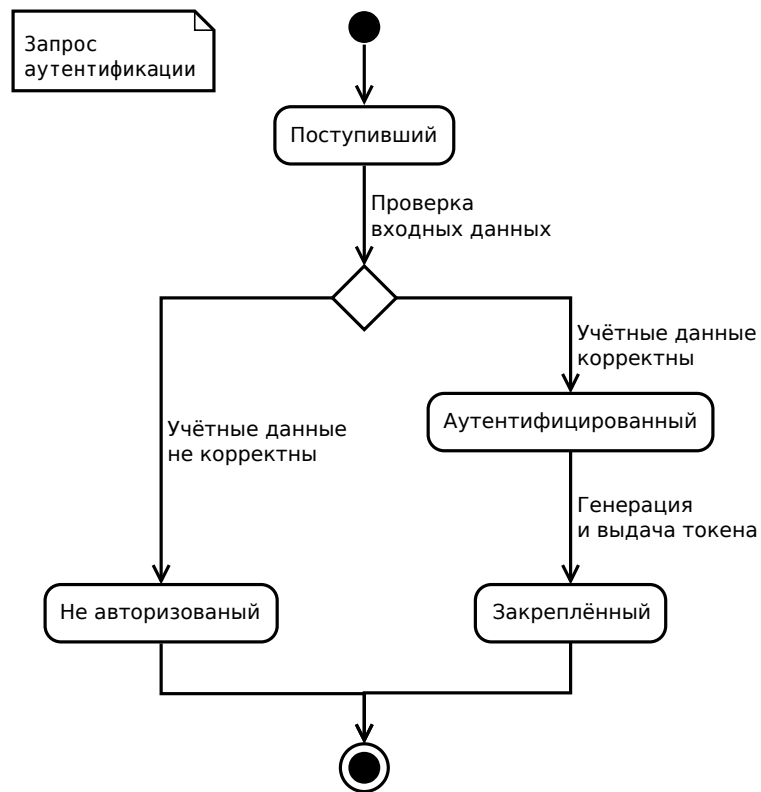 Запрос
аутентификации
Поступивший
Проверка
входных данных
Учётные данные
корректны
Аутентифицированный
Учётные данные
не корректны
Генерация
и выдача токена
Не авторизованый
Закреплённый